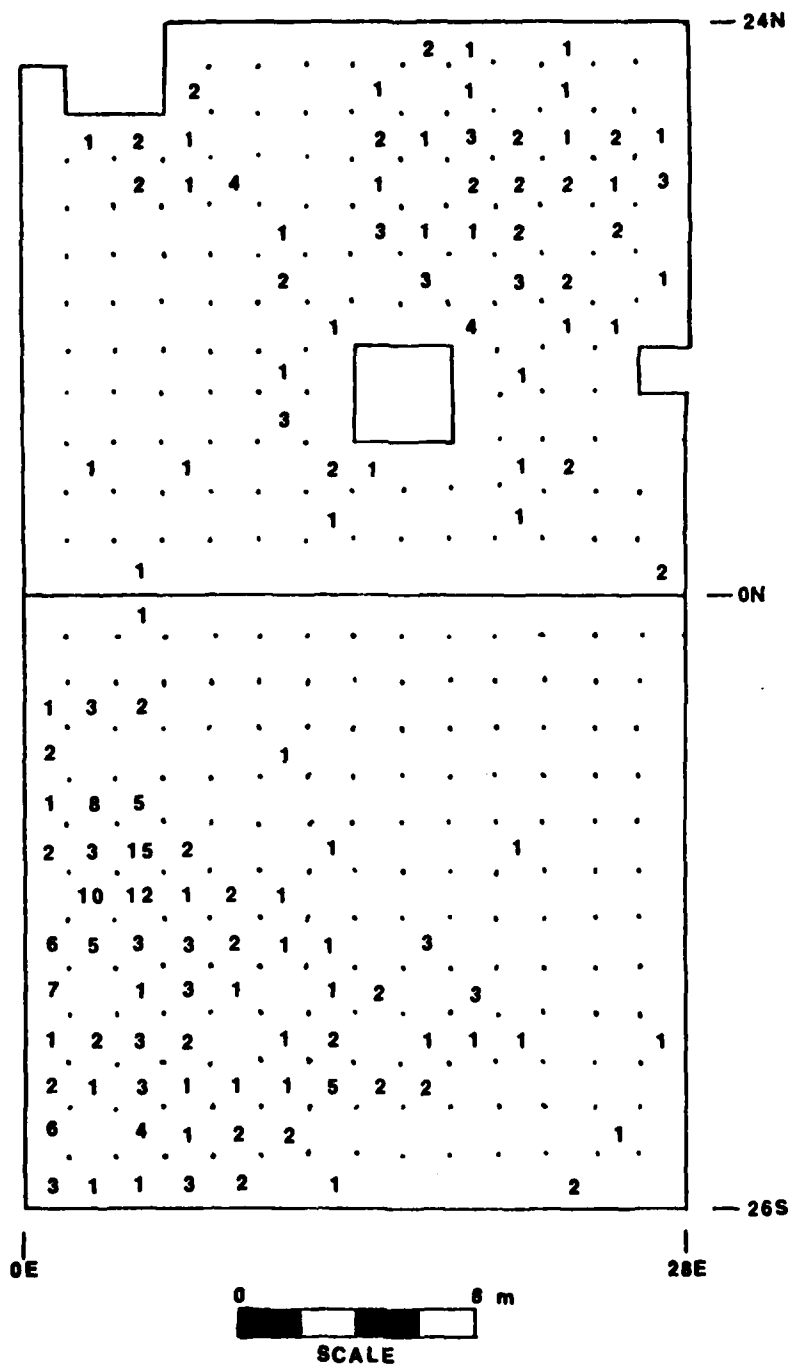 24N
2 1 1
2 1 1 1
1 2 1 2 1 3 2 1 2 1
2 1 4 1 2 2 2 1 3
1 3 1 1 2 2
2 3 3 2 1
1 4 1 1
1 1
3
1 1 2 1 1 2
1 1
1 2
0N
1
1 3 2
2 1
1 8 5
2 3 15 2 1 1
10 12 1 2 1
6 5 3 3 2 1 1 3
7 1 3 1 1 2 3
1 2 3 2 1 2 1 1 1 1
2 1 3 1 1 1 5 2 2
6 4 1 2 2 1
3 1 1 3 2 1 2
26S
0E 28E
0 m
SCALE